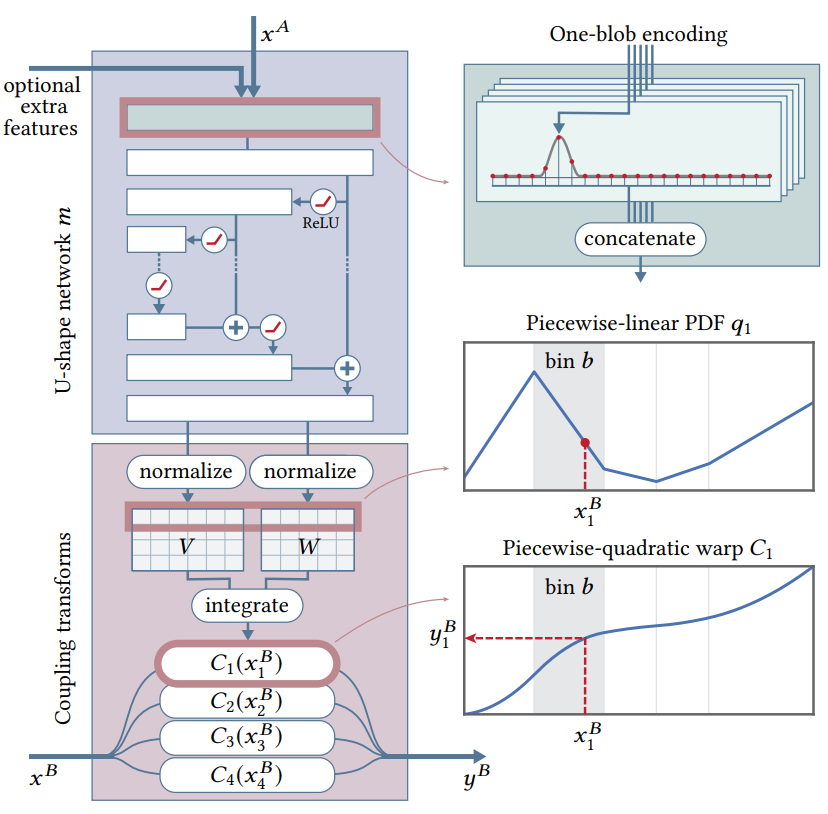 x^A
optional
extra
features
U-shape network m
ReLU
+
+
One-blob encoding
concatenate
Piecewise-linear PDF q_1
bin b
x_1^B
normalize
normalize
V
W
integrate
Coupling transforms
C_1(x_1^B)
C_2(x_2^B)
C_3(x_3^B)
C_4(x_4^B)
x^B
y^B
Piecewise-quadratic warp C_1
bin b
y_1^B
x_1^B